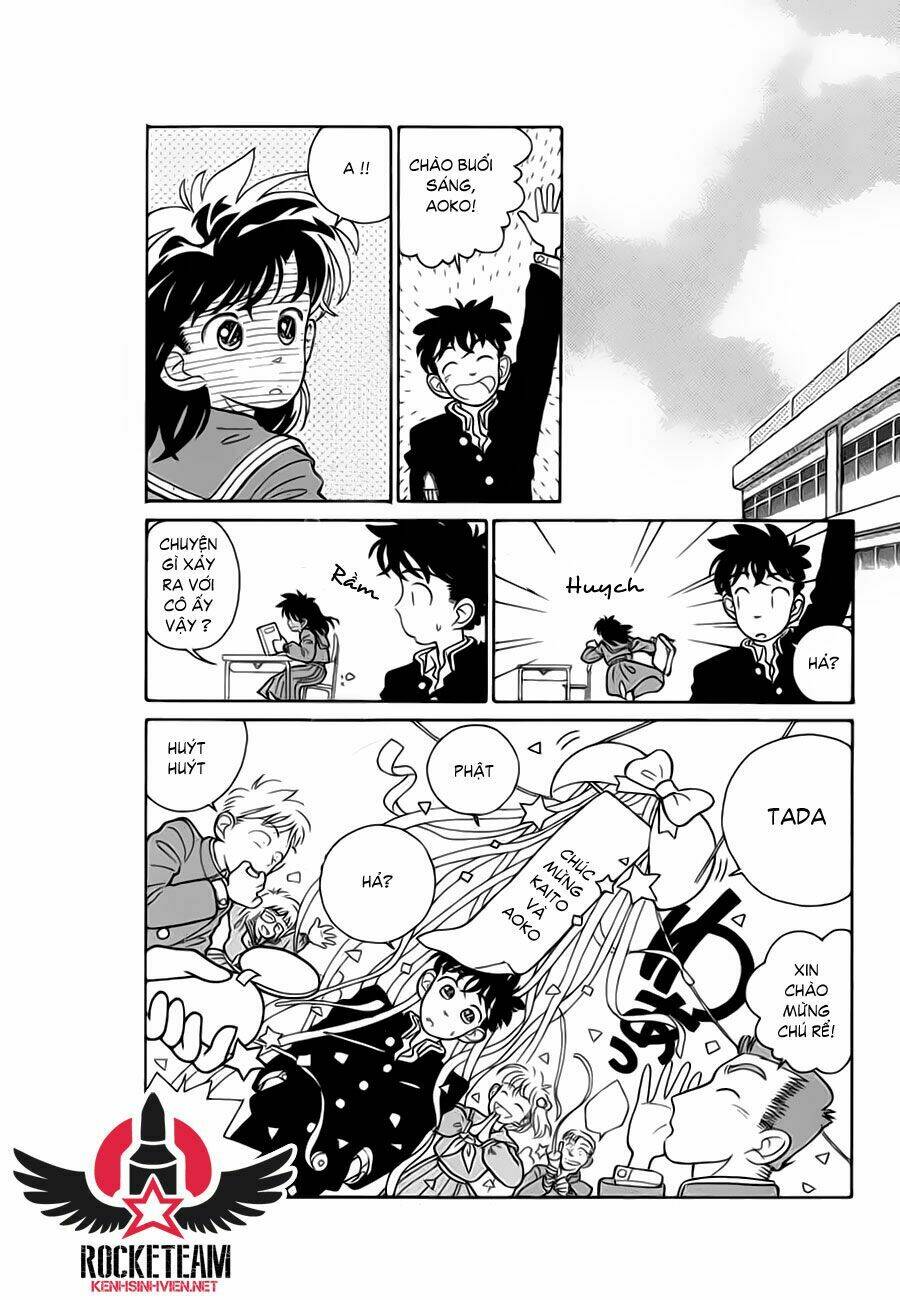 CHÀO BUỔI
SÁNG,
AOKO!
A !!
Huỵch
HẢ?
CHUYỆN
GÌ XẢY
RA VỚI
CÔ ẤY
VẬY ?
Rầm
TADA
PHẬT
CHÚC
MỪNG
KAITO
VÀ
AOKO
HUÝT
HUÝT
HẢ?
XIN
CHÀO
MỪNG
CHÚ RỂ!
ROCKETEAM
KENHSINHVIEN.NET